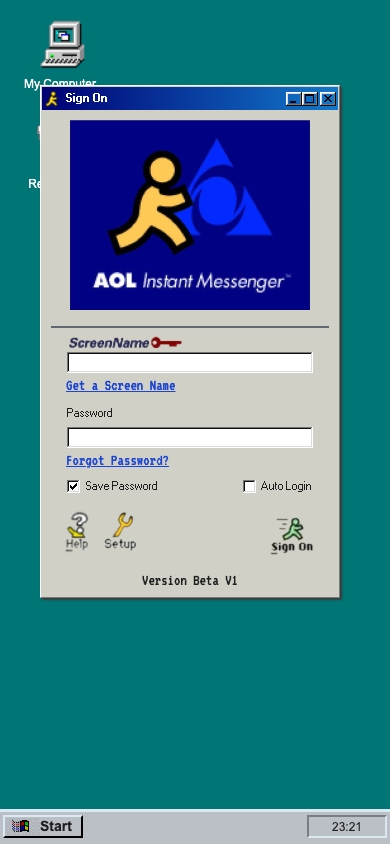 My Computer
Sign On
Re
AOL Instant Messenger™
ScreenName
Get a Screen Name
Password
Forgot Password?
Save Password
Auto Login
Help
Setup
Sign On
Version Beta V1
Start
23:21